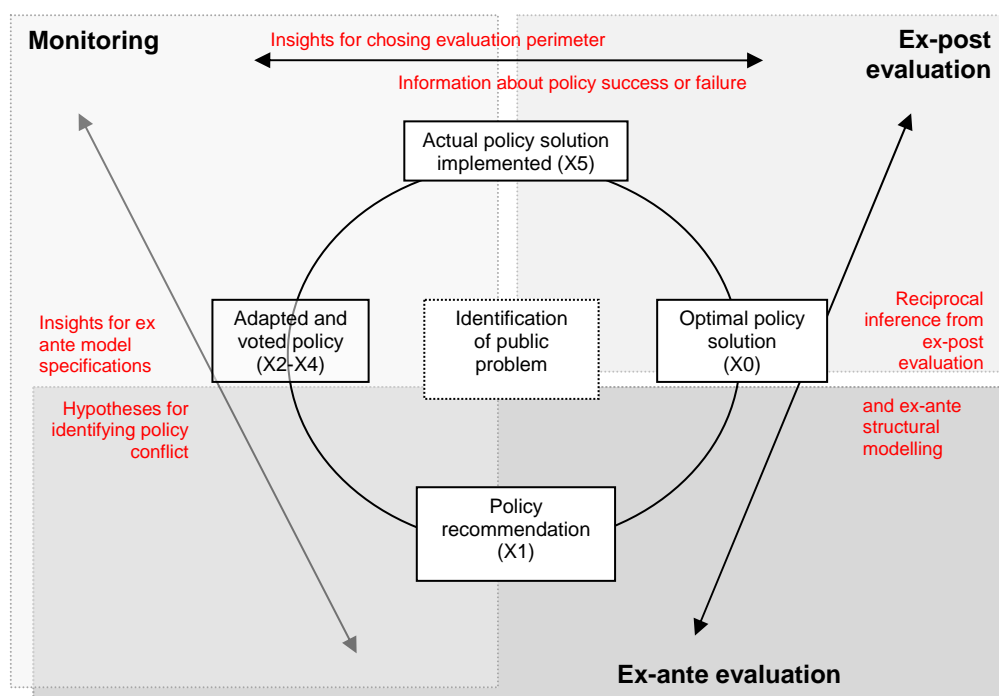 Monitoring
Insights for chosing evaluation perimeter
Ex-post
evaluation
Information about policy success or failure
Actual policy solution
implemented (X5)
Insights for ex
ante model
specifications
Adapted and
voted policy
(X2-X4)
Identification
of public
problem
Optimal policy
solution
(X0)
Reciprocal
inference from
ex-post
evaluation
Hypotheses for
identifying policy
conflict
and ex-ante
structural
modelling
Policy
recommendation
(X1)
Ex-ante evaluation